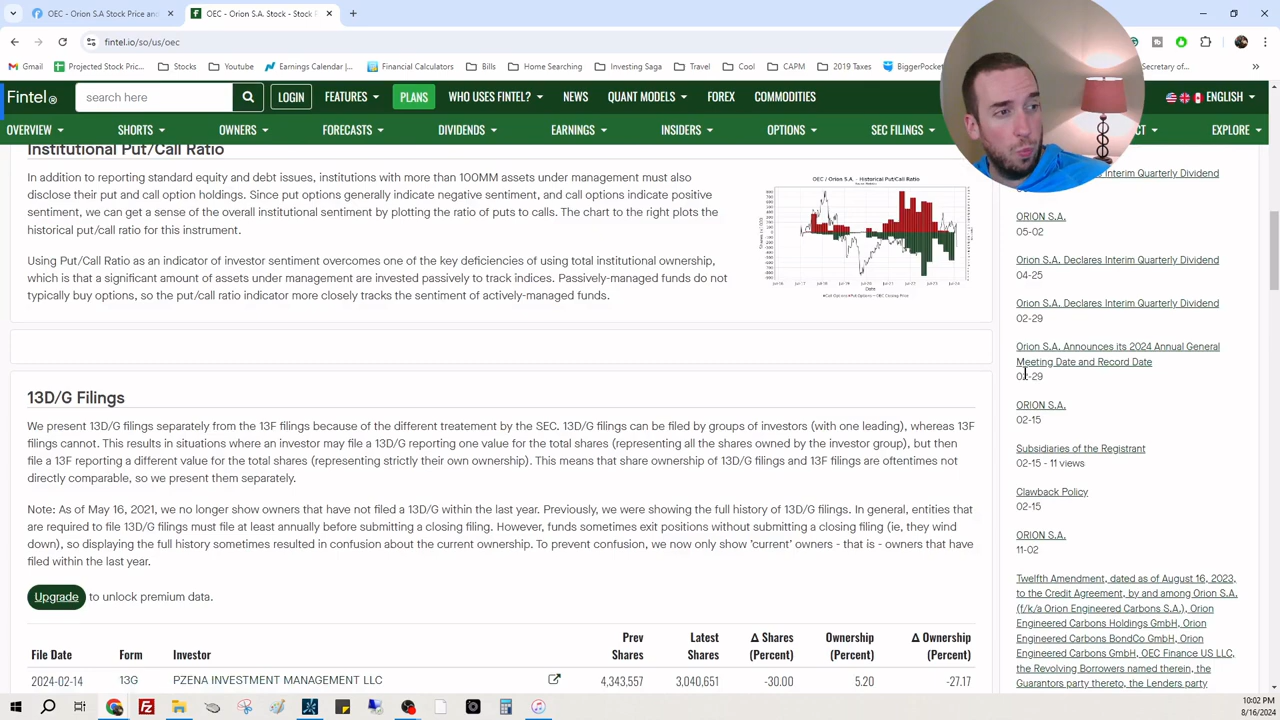 OEC - Orion S.A. Stock Price and
OEC - Orion S.A. Stock - Stock P
fintel.io/so/us/oec
Gmail
Projected Stock Pric...
Stocks
Youtube
Earnings Calendar |...
Financial Calculators
Bills
Home Searching
Investing Saga
Travel
Cool
CAPM
2019 Taxes
BiggerPocket
Secretary of...
Fintel
search here
LOGIN
FEATURES
PLANS
WHO USES FINTEL?
NEWS
QUANT MODELS
FOREX
COMMODITIES
ENGLISH
OVERVIEW
SHORTS
OWNERS
FORECASTS
DIVIDENDS
EARNINGS
INSIDERS
OPTIONS
SEC FILINGS
EXPLORE
Institutional Put/Call Ratio
In addition to reporting standard equity and debt issues, institutions with more than 100MM assets under management must also
disclose their put and call option holdings. Since put options generally indicate negative sentiment, and call options indicate positive
sentiment, we can get a sense of the overall institutional sentiment by plotting the ratio of puts to calls. The chart to the right plots the
historical put/call ratio for this instrument.
Using Put/Call Ratio as an indicator of investor sentiment overcomes one of the key deficiencies of using total institutional ownership,
which is that a significant amount of assets under management are invested passively to track indexes. Passively-managed funds do not
typically buy options, so the put/call ratio indicator more closely tracks the sentiment of actively-managed funds.
OEC / Orion S.A. - Historical Put/Call Ratio
13D/G Filings
We present 13D/G filings separately from the 13F filings because of the different treatement by the SEC. 13D/G filings can be filed by groups of investors (with one leading), whereas 13F
filings cannot. This results in situations where an investor may file a 13D/G reporting one value for the total shares (representing all the shares owned by the investor group), but then
file a 13F reporting a different value for the total shares (representing strictly their own ownership). This means that share ownership of 13D/G filings and 13F filings are oftentimes not
directly comparable, so we present them separately.
Note: As of May 16, 2021, we no longer show owners that have not filed a 13D/G within the last year. Previously, we were showing the full history of 13D/G filings. In general, entities that
are required to file 13D/G filings must file at least annually before submitting a closing filing. However, funds sometimes exit positions without submitting a closing filing (ie, they wind
down), so displaying the full history sometimes resulted in confusion about the current ownership. To prevent confusion, we now only show 'current' owners - that is - owners that have
filed within the last year.
Upgrade to unlock premium data.
File Date Form Investor Prev Shares Latest Shares Δ Shares (Percent) Ownership (Percent) Δ Ownership (Percent)
2024-02-14 13G PZENA INVESTMENT MANAGEMENT LLC 4,343,557 3,040,651 -30.00 5.20 -27.17
Interim Quarterly Dividend
ORION S.A.
05-02
Orion S.A. Declares Interim Quarterly Dividend
04-25
Orion S.A. Declares Interim Quarterly Dividend
02-29
Orion S.A. Announces its 2024 Annual General
Meeting Date and Record Date
02-29
ORION S.A.
02-15
Subsidiaries of the Registrant
02-15 - 11 views
Clawback Policy
02-15
ORION S.A.
11-02
Twelfth Amendment, dated as of August 16, 2023,
to the Credit Agreement, by and among Orion S.A.
(f/k/a Orion Engineered Carbons S.A.), Orion
Engineered Carbons Holdings GmbH, Orion
Engineered Carbons BondCo GmbH, Orion
Engineered Carbons GmbH, OEC Finance US LLC,
the Revolving Borrowers named therein, the
Guarantors party thereto, the Lenders party
10:02 PM
8/16/2024